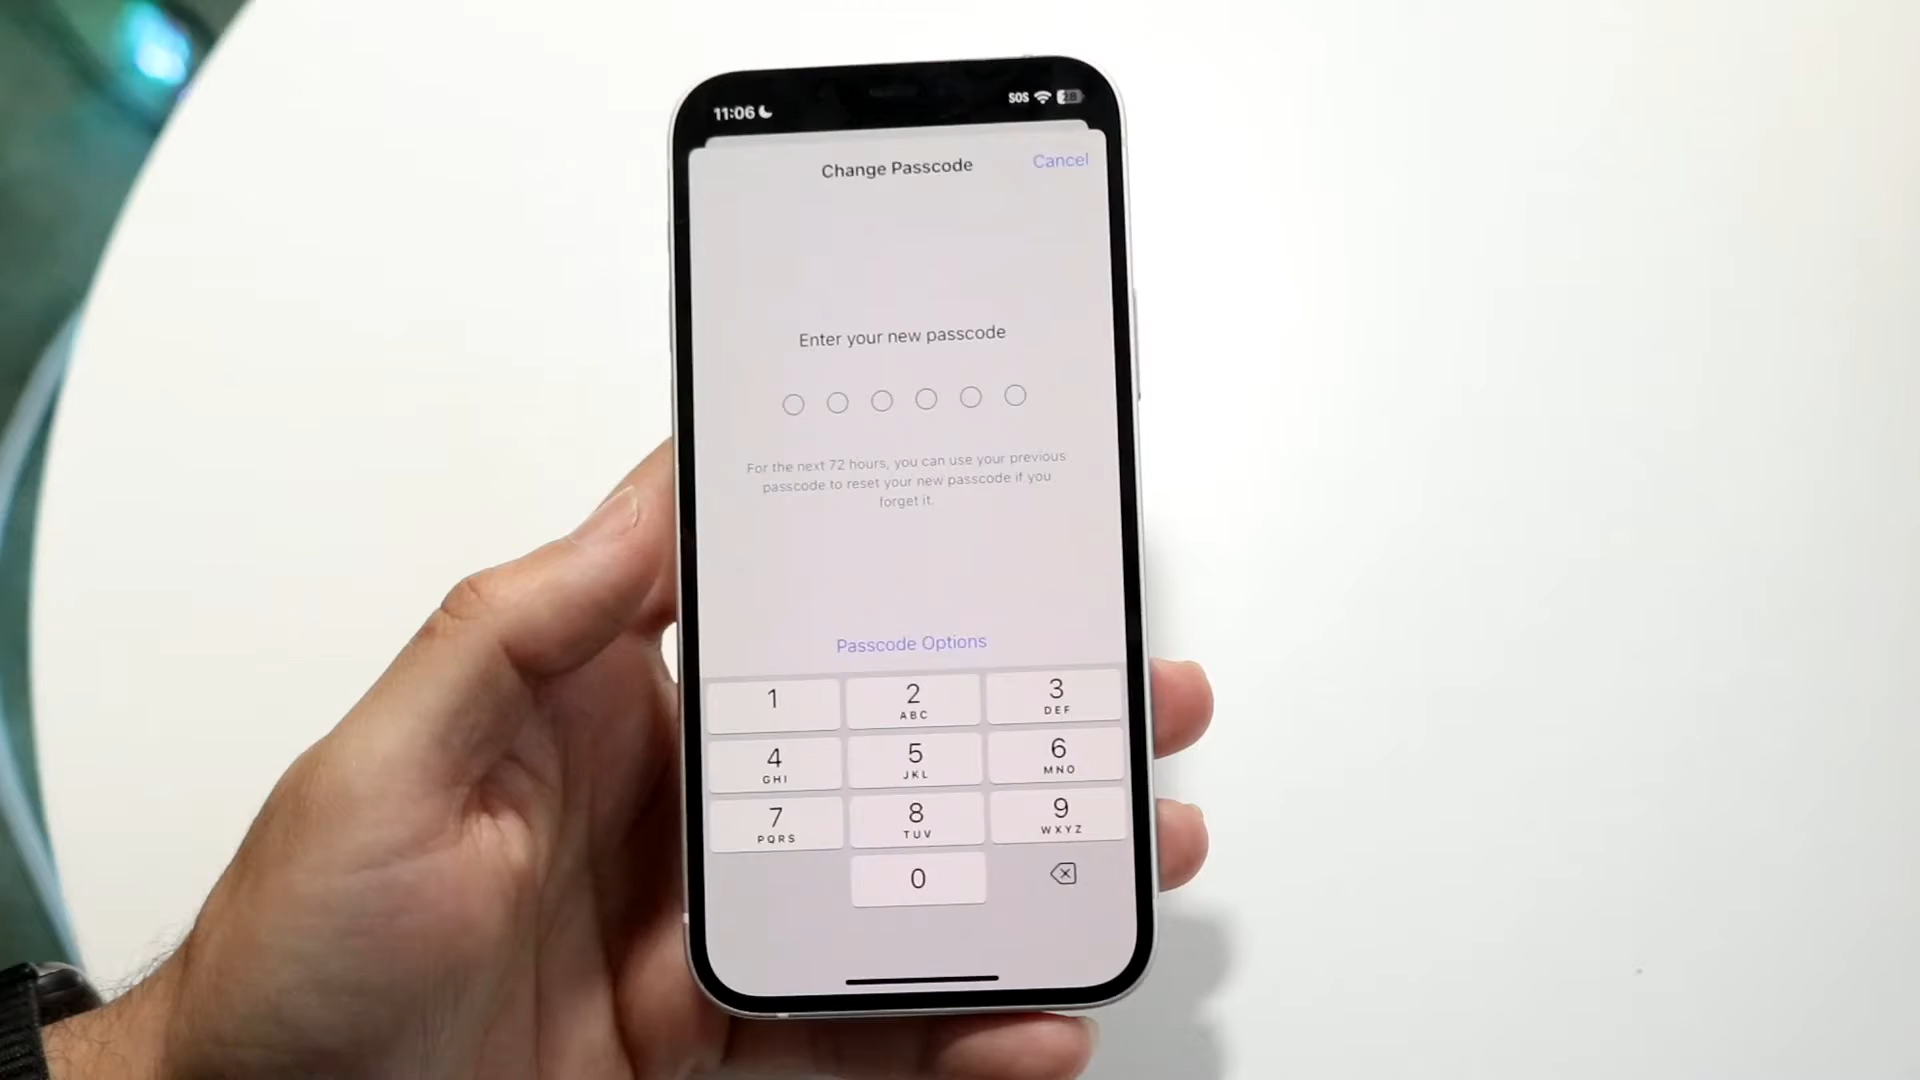 11:06
SOS 28
Change Passcode
Cancel
Enter your new passcode
For the next 72 hours, you can use your previous
passcode to reset your new passcode if you
forget it.
Passcode Options
1 2 3
ABC DEF
4 5 6
GHI JKL MNO
7 8 9
PQRS TUV WXYZ
0